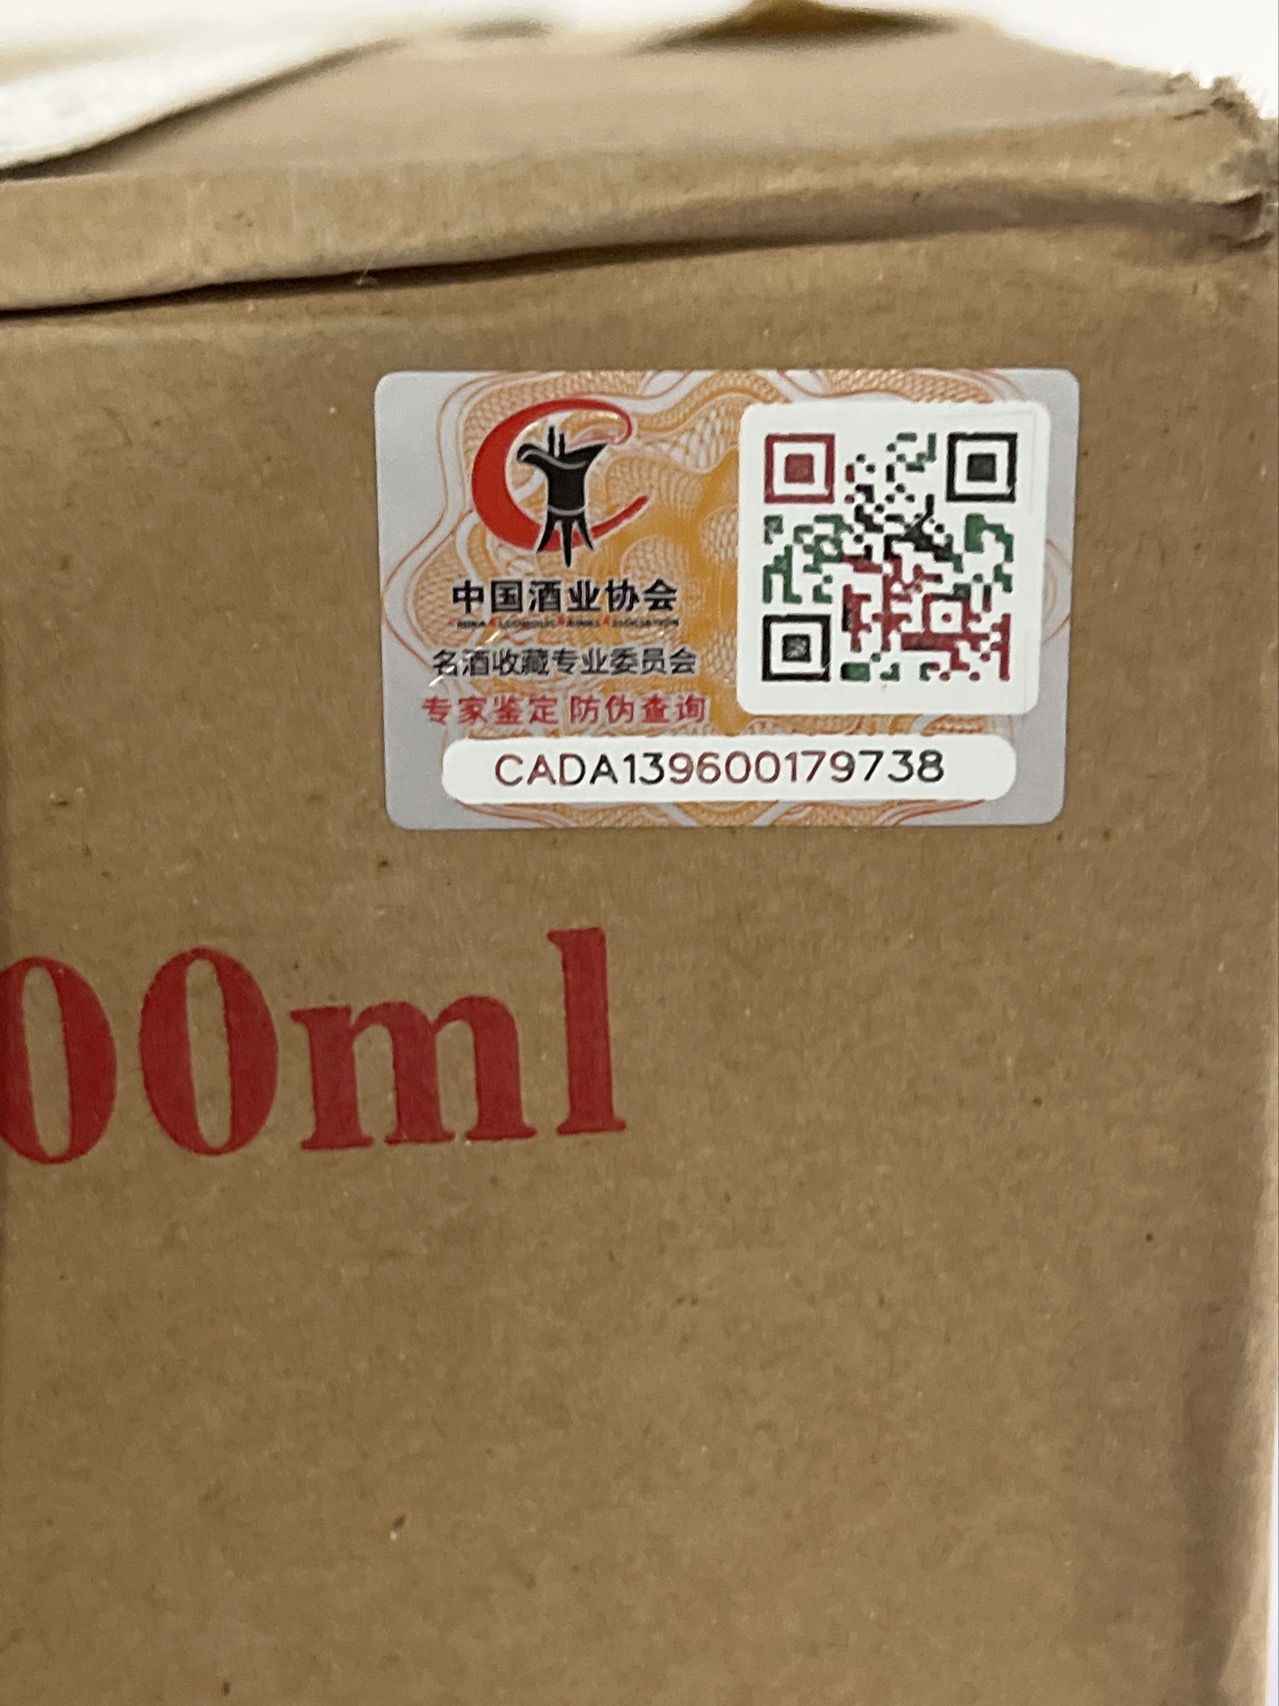 中国酒业协会
名酒收藏专业委员会
专家鉴定 防伪查询
CADA139600179738
00ml